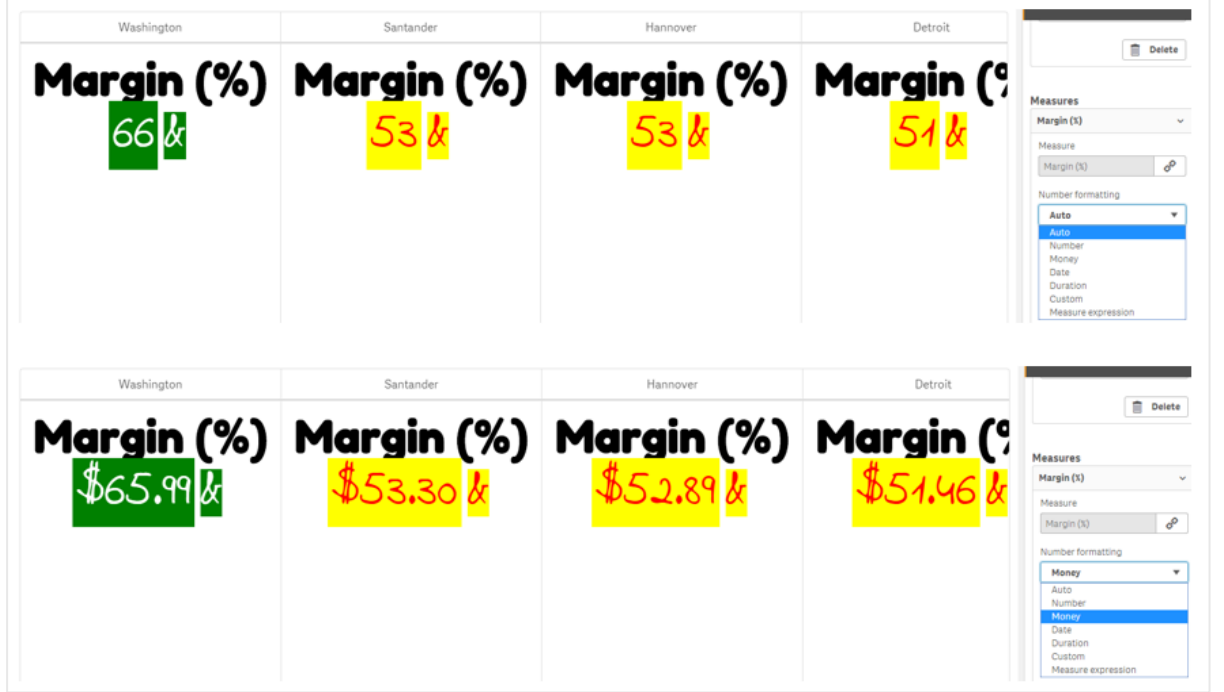 Washington Santander Hannover Detroit
Margin (%) Margin (%) Margin (%) Margin (%
66 & 53 & 53 & 51 &
Delete
Measures
Margin (%)
Measure
Margin (%)
Number formatting
Auto
Auto
Number
Money
Date
Duration
Custom
Measure expression
Washington Santander Hannover Detroit
Margin (%) Margin (%) Margin (%) Margin (%
$65.99 & $53.30 & $52.89 & $51.46 &
Delete
Measures
Margin (%)
Measure
Margin (%)
Number formatting
Money
Auto
Number
Money
Date
Duration
Custom
Measure expression